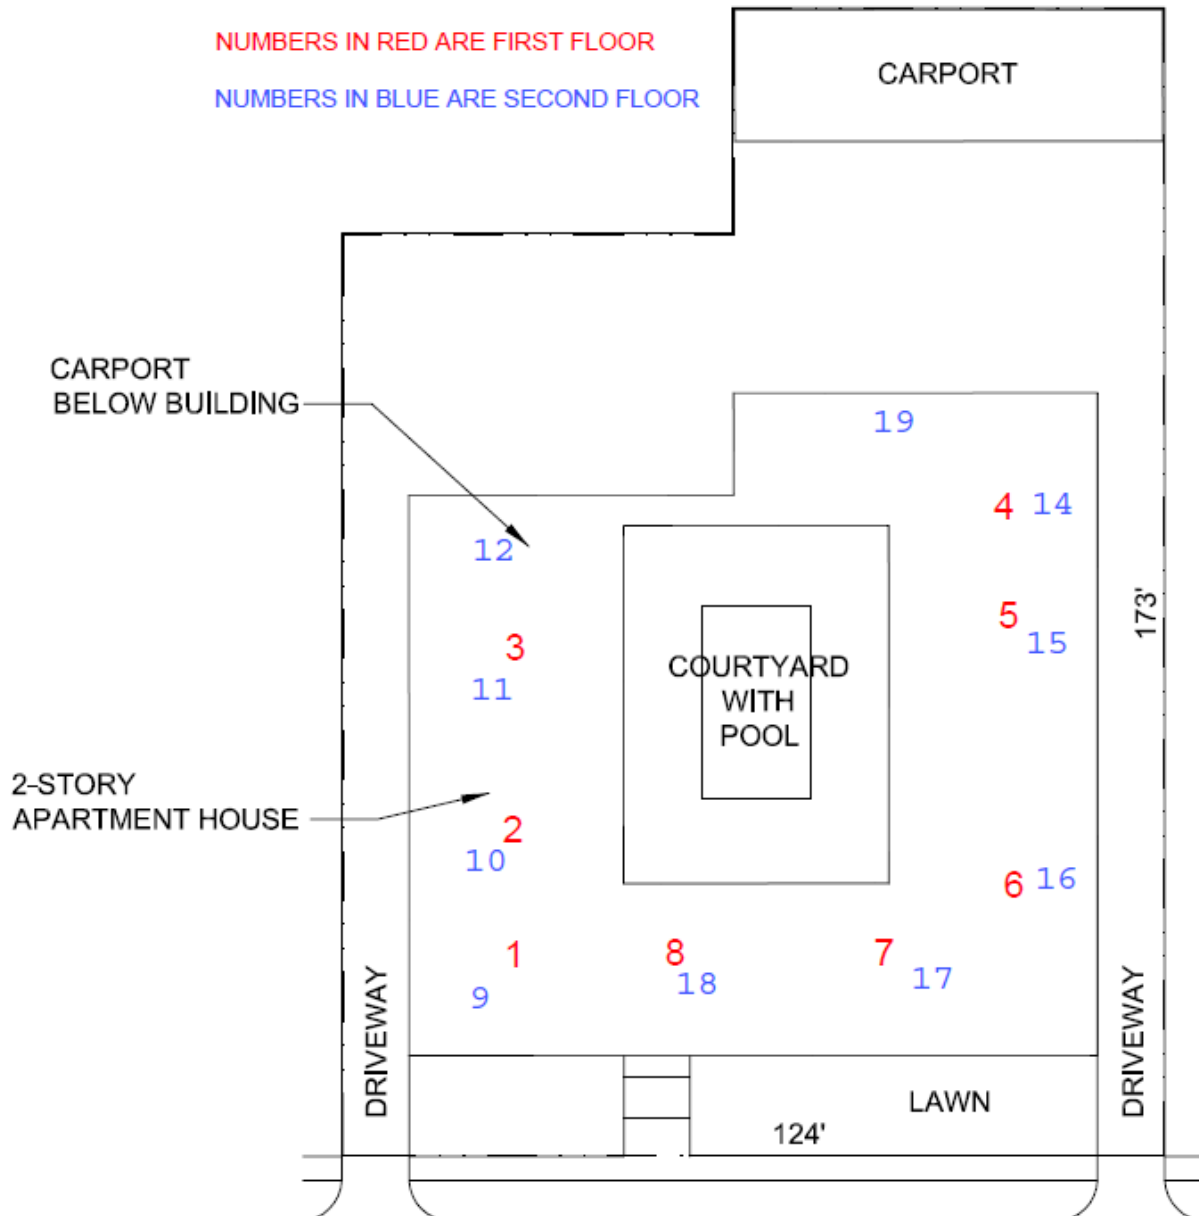 NUMBERS IN RED ARE FIRST FLOOR
NUMBERS IN BLUE ARE SECOND FLOOR
CARPORT
CARPORT
BELOW BUILDING
19
4 14
12
5
15
3
11
173'
COURTYARD
WITH
POOL
2-STORY
APARTMENT HOUSE
2
10
6 16
1 8 7
9 18 17
DRIVEWAY
LAWN
124'
DRIVEWAY